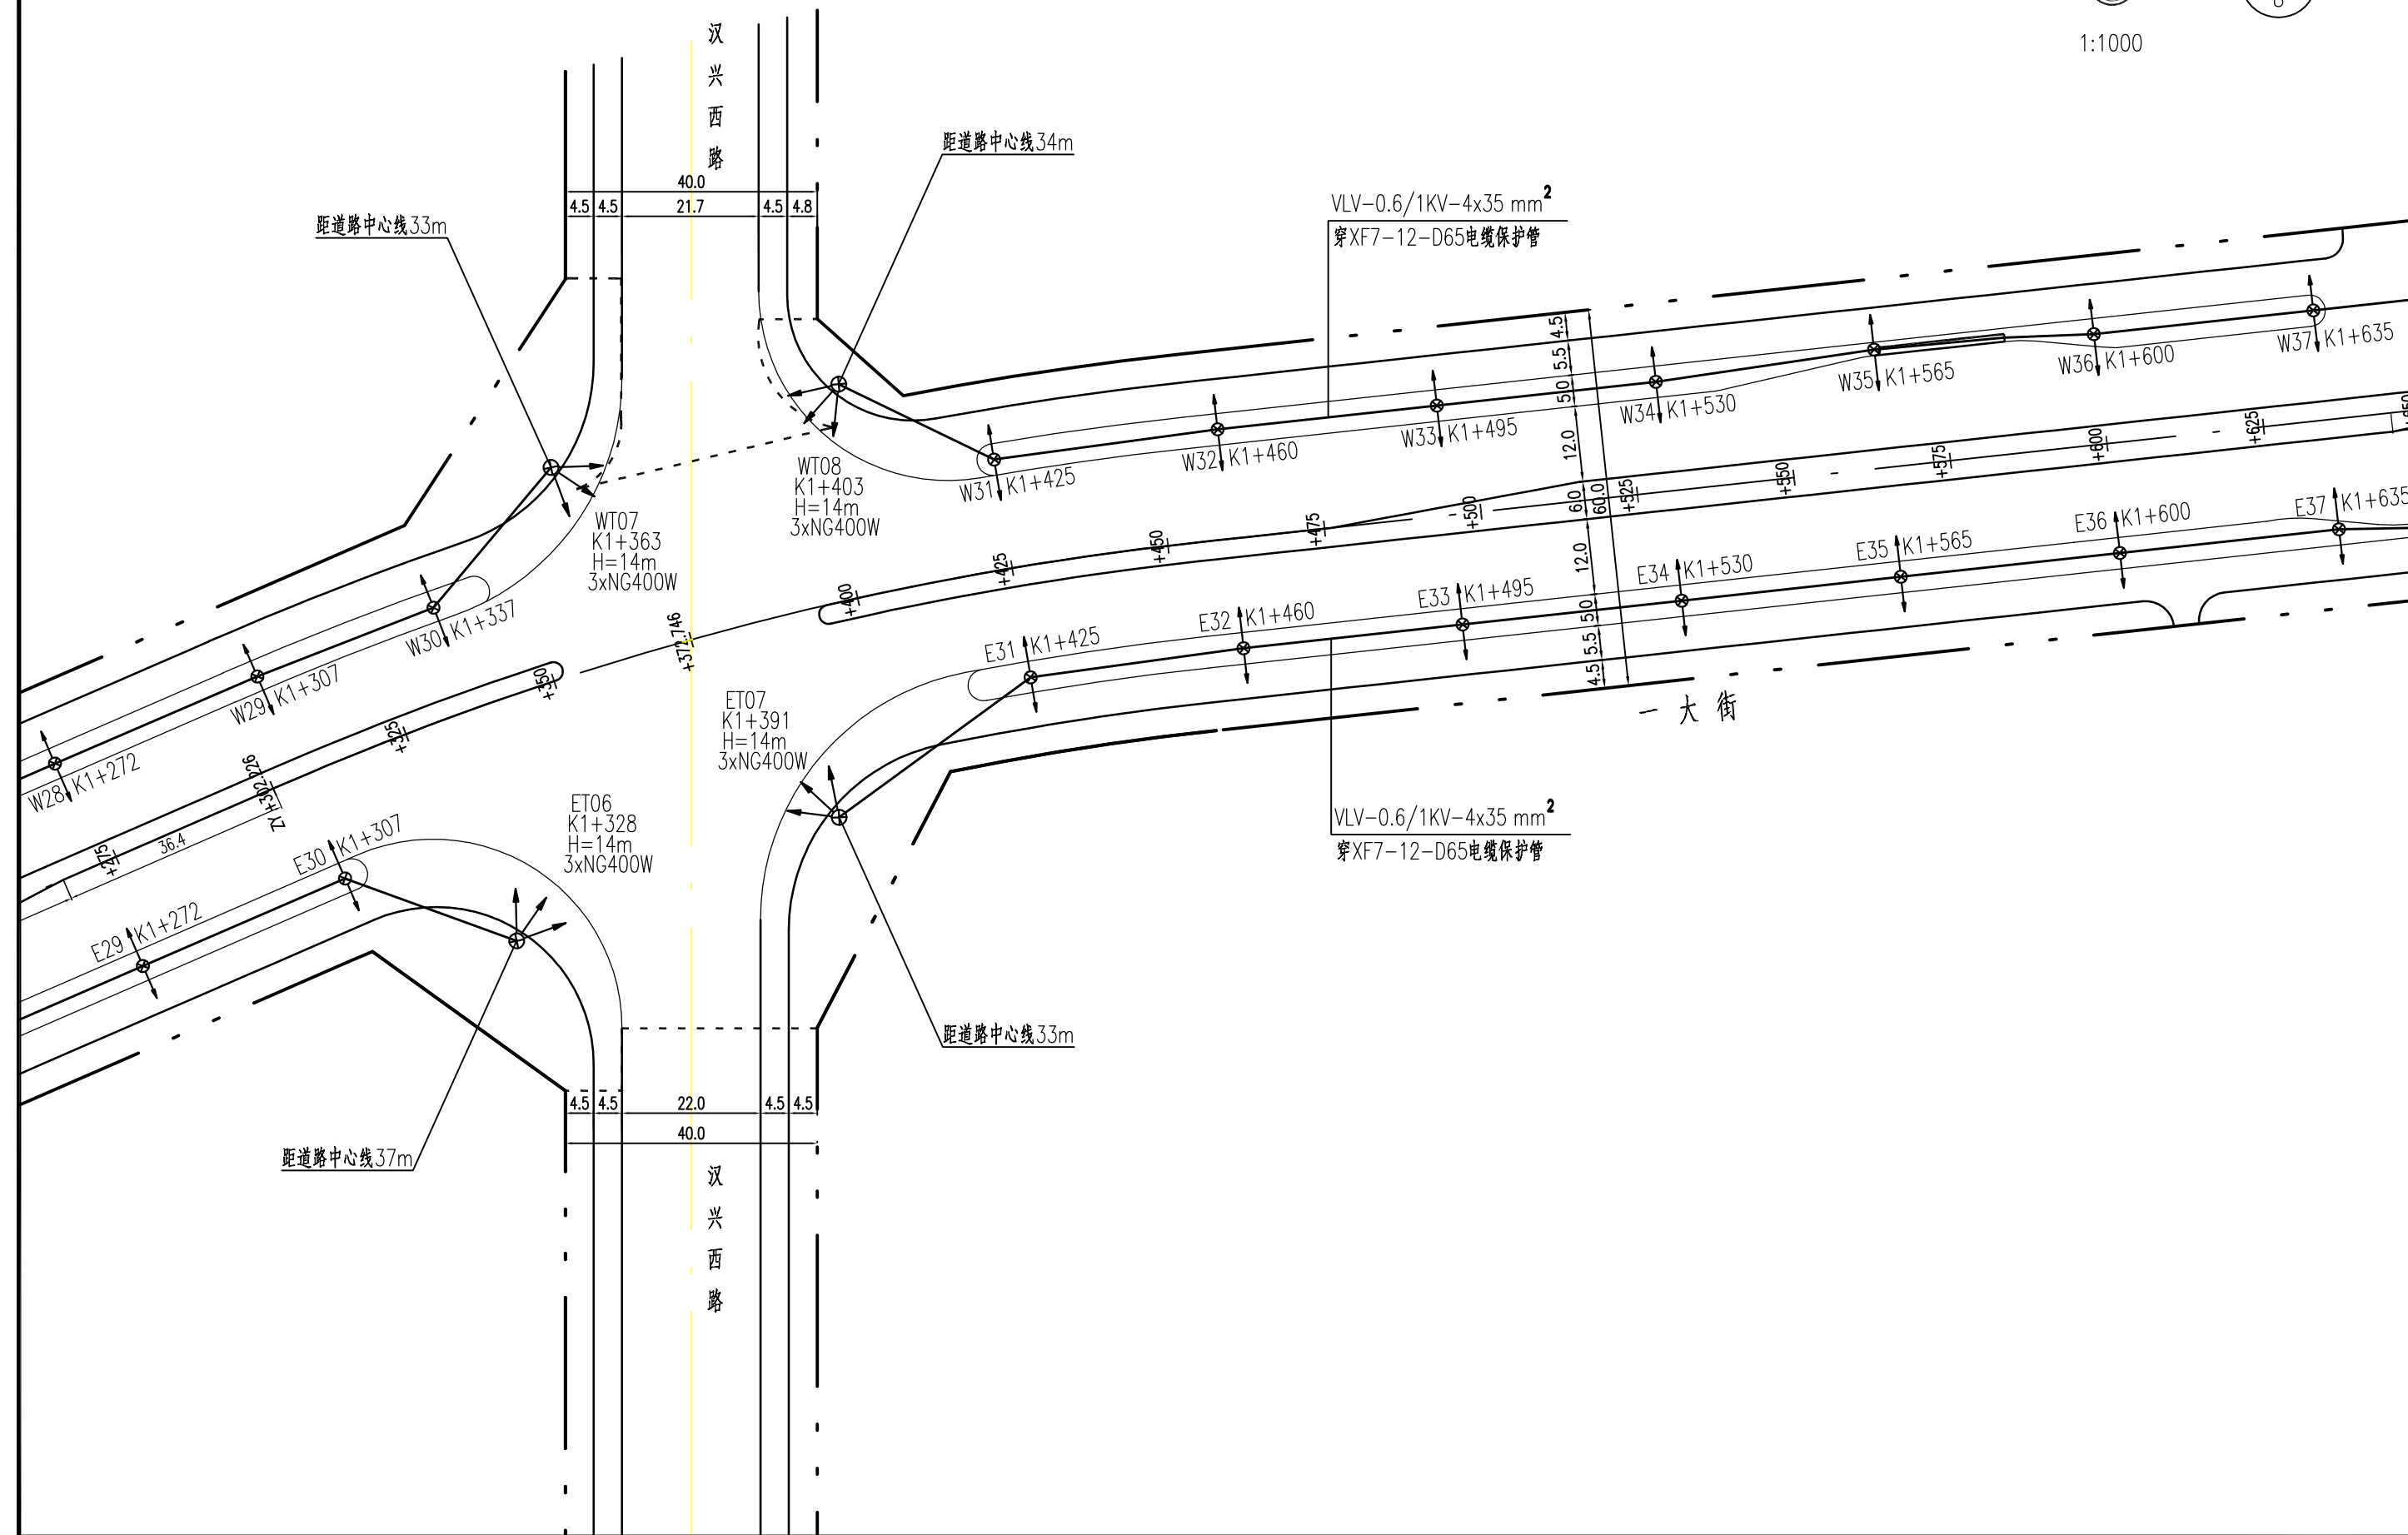 汉
兴
西
路
1:1000
距道路中心线34m
40.0
4.5
4.5
21.7
4.5
4.8
距道路中心线33m
VLV-0.6/1KV-4x35 mm²
穿XF7-12-D65电缆保护管
4.5
5.5
50
12.0
6.0
60.0
12.0
50
5.5
4.5
W37 K1+635
W36 K1+600
W35 K1+565
W34 K1+530
W33 K1+495
W32 K1+460
W31 K1+425
WT08
K1+403
H=14m
3xNG400W
WT07
K1+363
H=14m
3xNG400W
W30 K1+337
W29 K1+307
W28 K1+272
+625
+600
+575
+550
+525
+500
+475
+450
+425
+400
+372.746
+350
+325
ZY+302.226
+275
36.4
E37 K1+635
E36 K1+600
E35 K1+565
E34 K1+530
E33 K1+495
E32 K1+460
E31 K1+425
一大街
ET07
K1+391
H=14m
3xNG400W
ET06
K1+328
H=14m
3xNG400W
E30 K1+307
E29 K1+272
VLV-0.6/1KV-4x35 mm²
穿XF7-12-D65电缆保护管
距道路中心线33m
4.5
4.5
22.0
4.5
4.5
40.0
距道路中心线37m
汉
兴
西
路